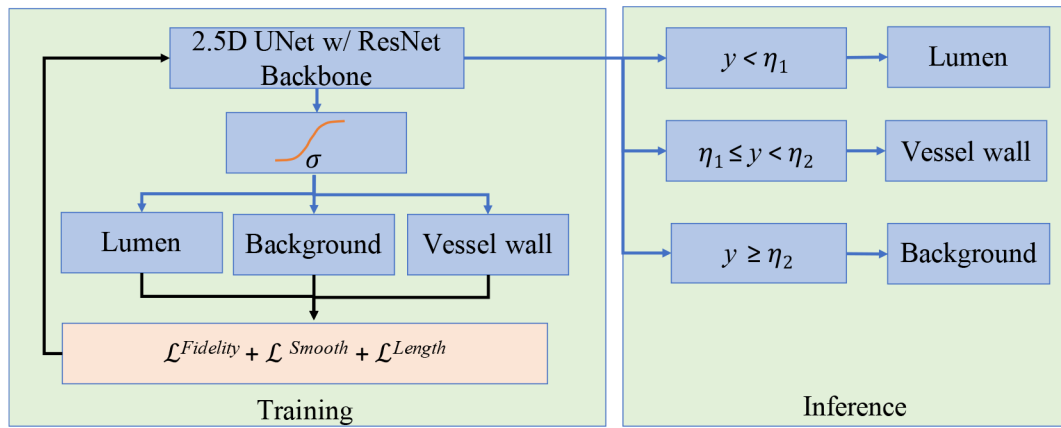 2.5D UNet w/ ResNet
Backbone
σ
Lumen
Background
Vessel wall
ℒ^Fidelity + ℒ^Smooth + ℒ^Length
Training
y < η₁
Lumen
η₁ ≤ y < η₂
Vessel wall
y ≥ η₂
Background
Inference